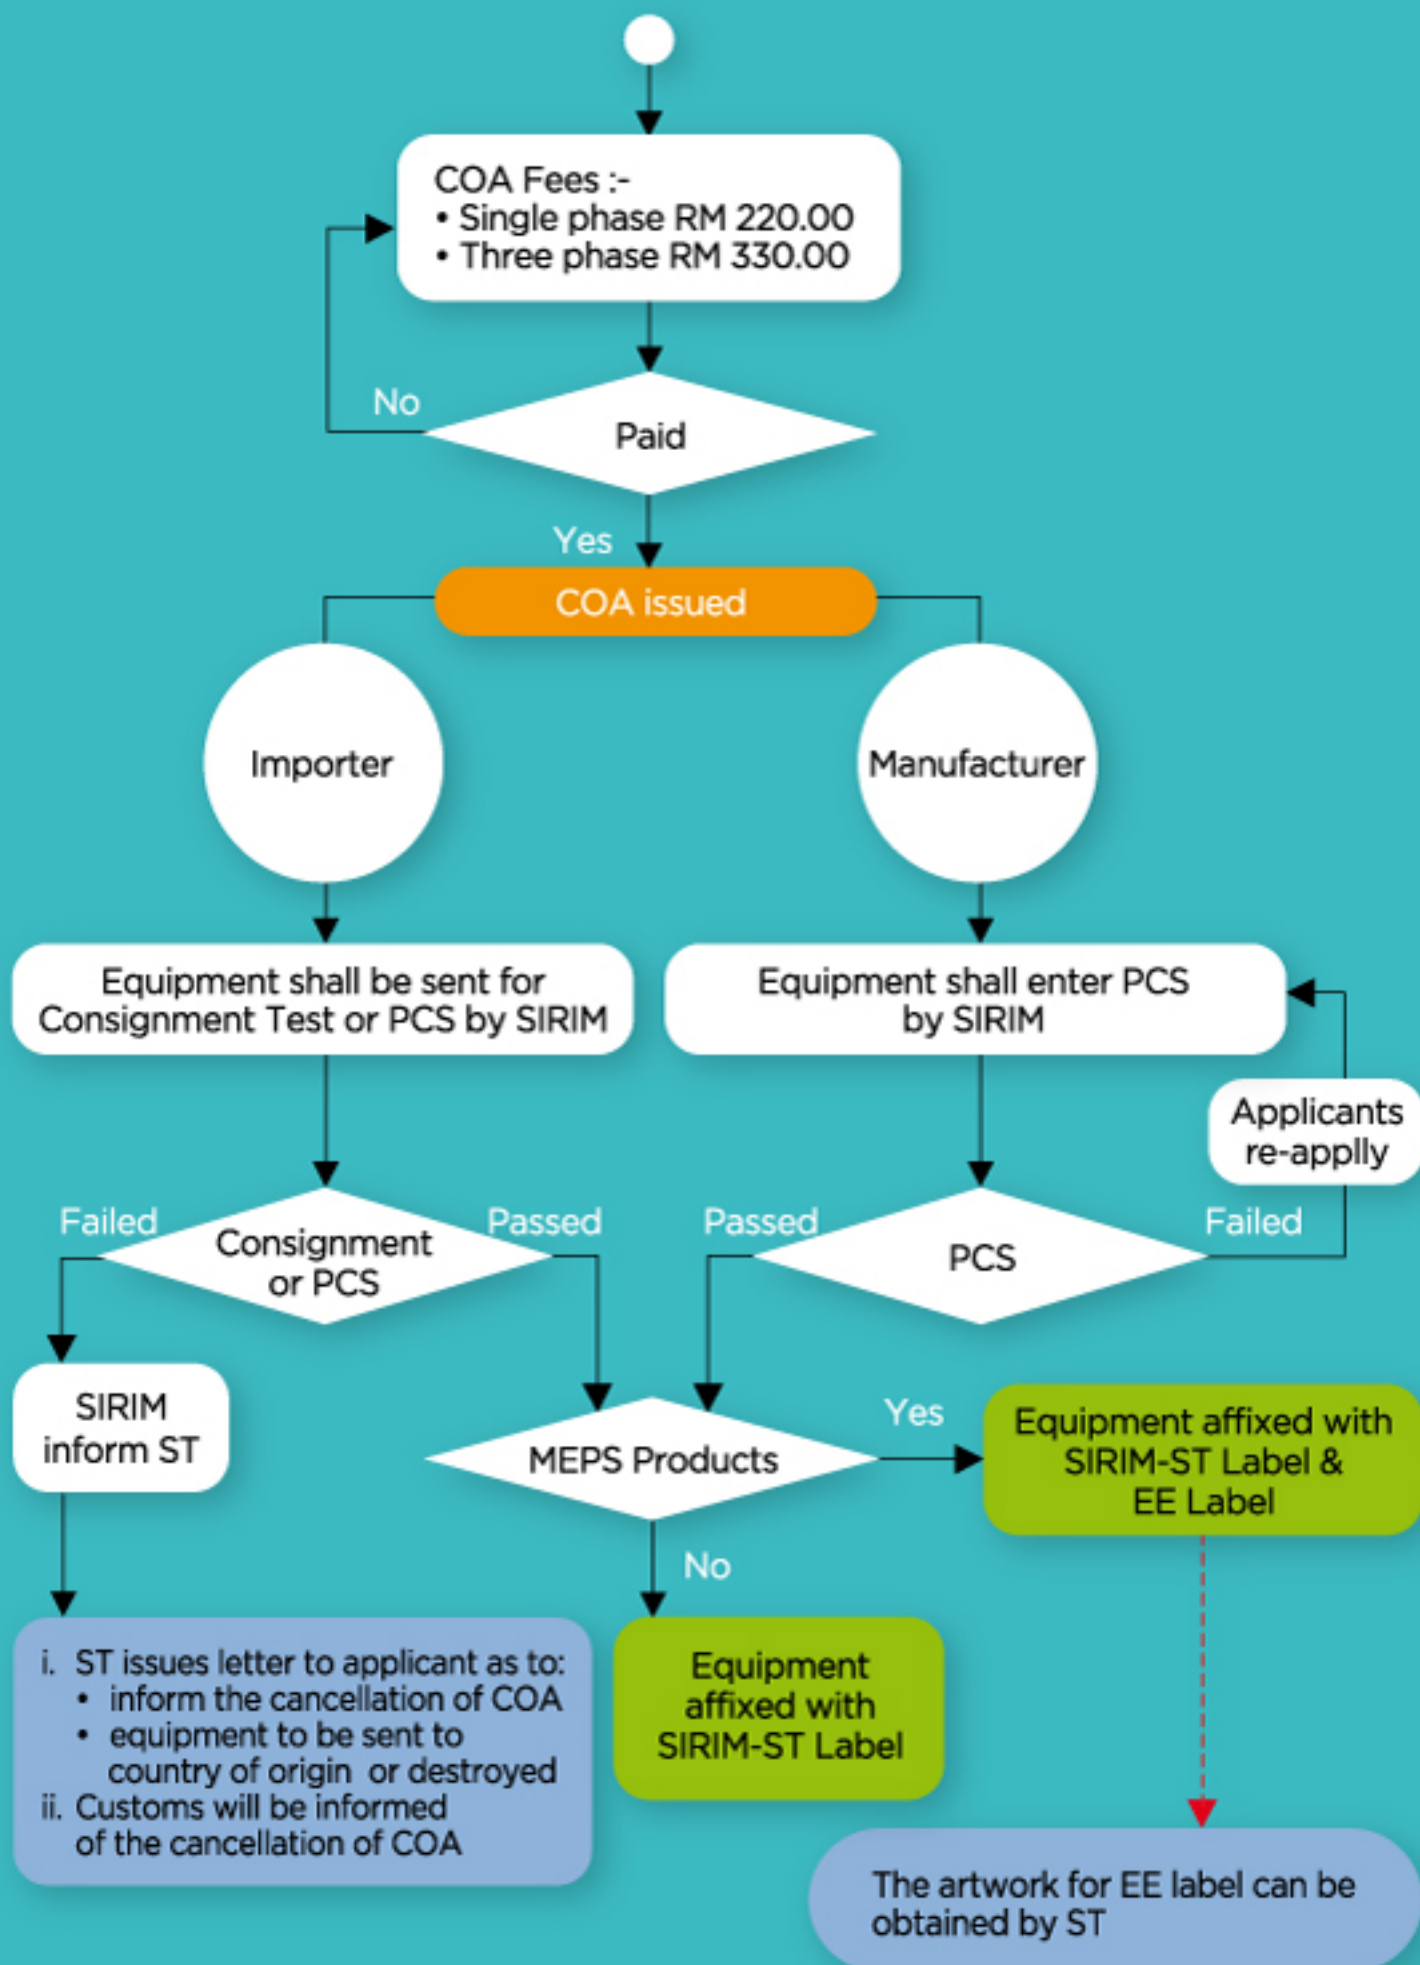 COA Fees :-
• Single phase RM 220.00
• Three phase RM 330.00
No
Paid
Yes
COA issued
Importer
Manufacturer
Equipment shall be sent for
Consignment Test or PCS by SIRIM
Equipment shall enter PCS
by SIRIM
Applicants
re-applly
Failed
Consignment
or PCS
Passed
Passed
PCS
Failed
SIRIM
inform ST
MEPS Products
Yes
Equipment affixed with
SIRIM-ST Label &
EE Label
No
i. ST issues letter to applicant as to:
• inform the cancellation of COA
• equipment to be sent to
country of origin or destroyed
ii. Customs will be informed
of the cancellation of COA
Equipment
affixed with
SIRIM-ST Label
The artwork for EE label can be
obtained by ST